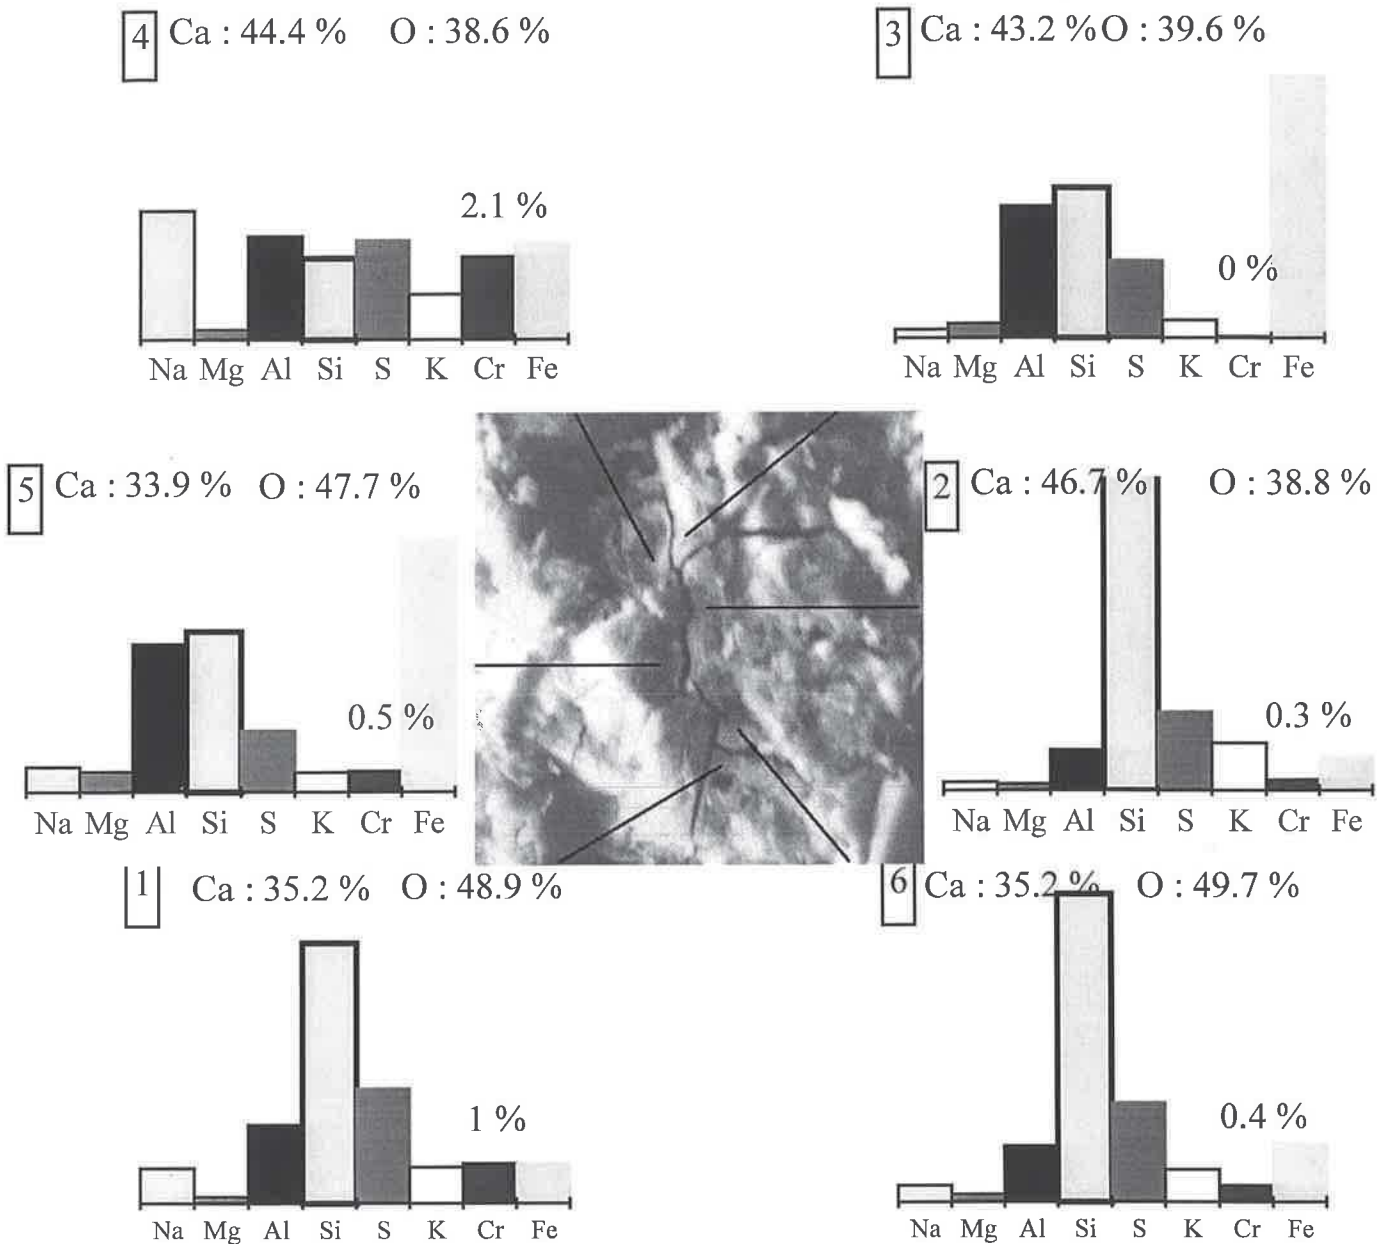 4 Ca : 44.4 % O : 38.6 %
2.1 %
Na Mg Al Si S K Cr Fe
3 Ca : 43.2 % O : 39.6 %
0 %
Na Mg Al Si S K Cr Fe
5 Ca : 33.9 % O : 47.7 %
0.5 %
Na Mg Al Si S K Cr Fe
2 Ca : 46.7 % O : 38.8 %
0.3 %
Na Mg Al Si S K Cr Fe
1 Ca : 35.2 % O : 48.9 %
1 %
Na Mg Al Si S K Cr Fe
6 Ca : 35.2 % O : 49.7 %
0.4 %
Na Mg Al Si S K Cr Fe